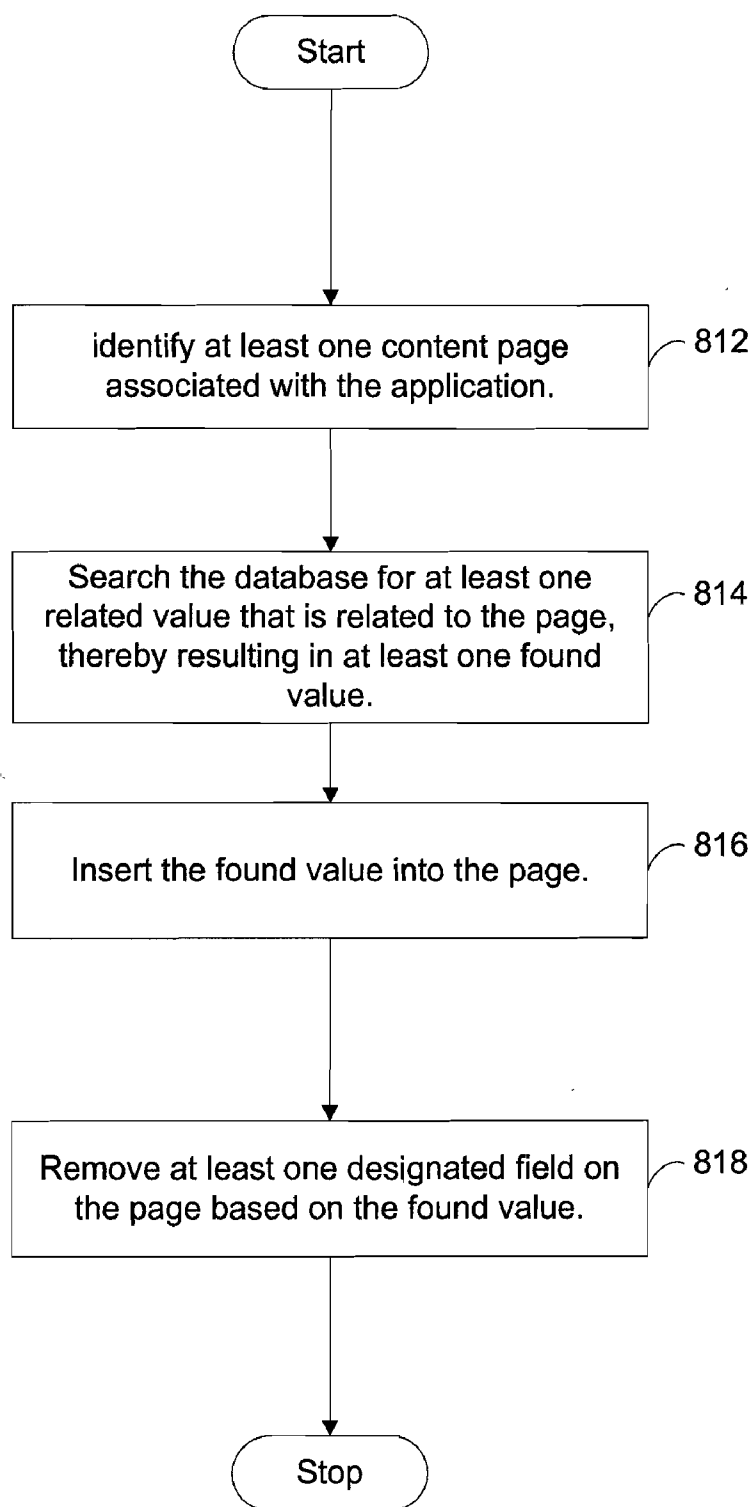 Start
identify at least one content page
associated with the application.
812
Search the database for at least one
related value that is related to the page,
thereby resulting in at least one found
value.
814
Insert the found value into the page.
816
Remove at least one designated field on
the page based on the found value.
818
Stop